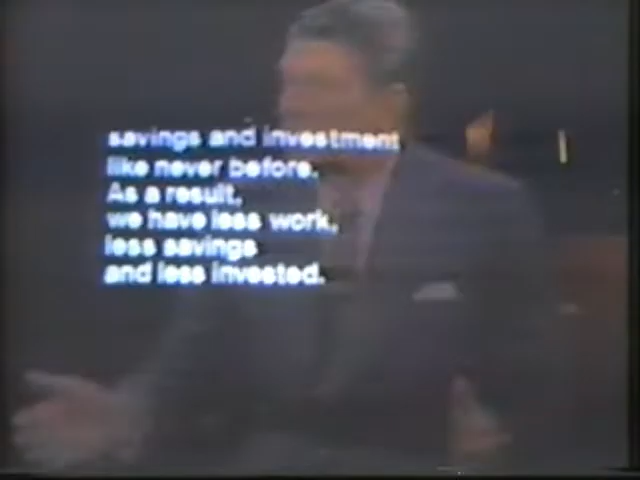 savings and investment
like never before.
As a result,
we have less work,
less savings
and less invested.